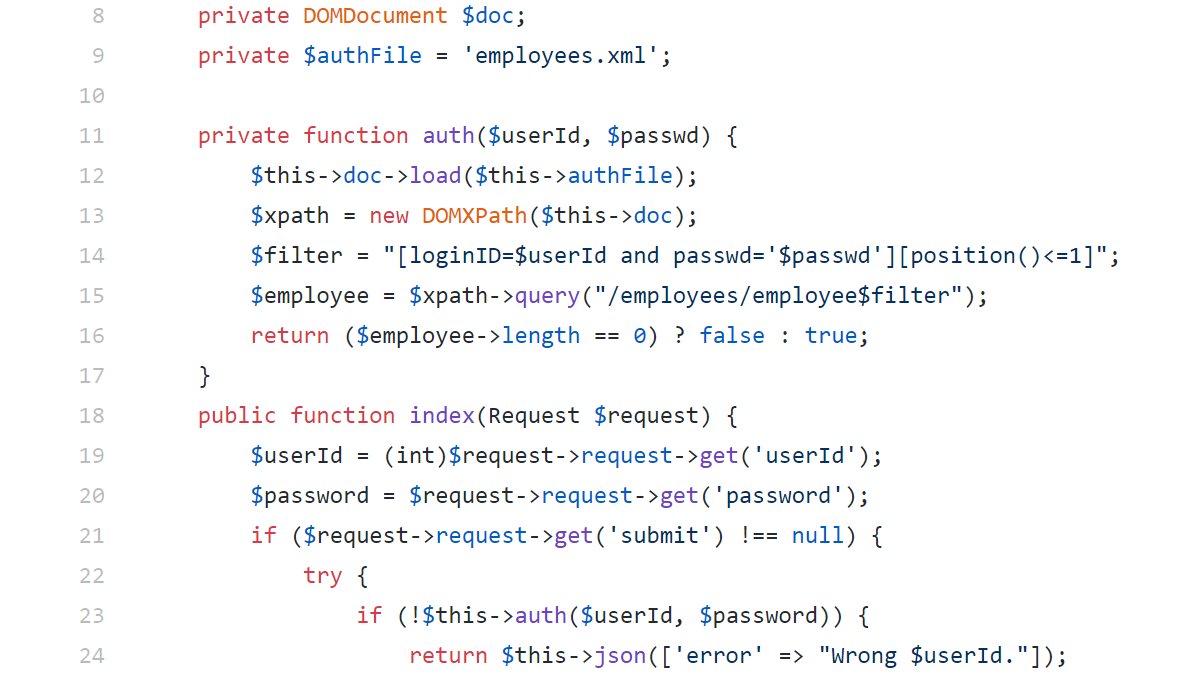 8 private DOMDocument $doc;
9 private $authFile = 'employees.xml';
10
11 private function auth($userId, $passwd) {
12 $this->doc->load($this->authFile);
13 $xpath = new DOMXPath($this->doc);
14 $filter = "[loginID=$userId and passwd='$passwd'][position()<=1]";
15 $employee = $xpath->query("/employees/employee$filter");
16 return ($employee->length == 0) ? false : true;
17 }
18 public function index(Request $request) {
19 $userId = (int)$request->request->get('userId');
20 $password = $request->request->get('password');
21 if ($request->request->get('submit') !== null) {
22 try {
23 if (!$this->auth($userId, $password)) {
24 return $this->json(['error' => "Wrong $userId."]);